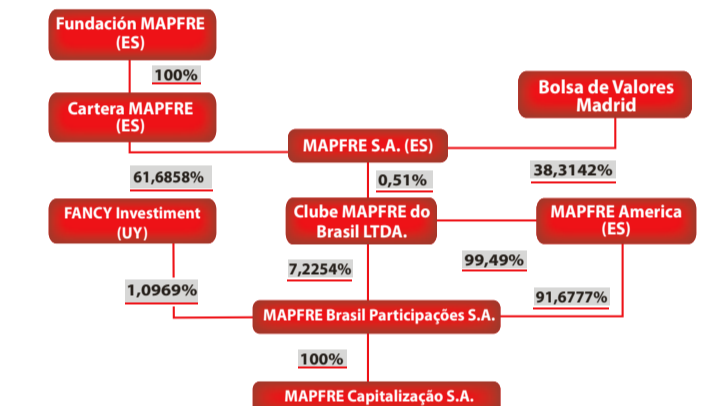 Fundación MAPFRE
(ES)
100%
Cartera MAPFRE
(ES)
Bolsa de Valores
Madrid
MAPFRE S.A. (ES)
61,6858%
0,51%
38,3142%
FANCY Investiment
(UY)
Clube MAPFRE do
Brasil LTDA.
MAPFRE America
(ES)
7,2254%
99,49%
1,0969%
91,6777%
MAPFRE Brasil Participações S.A.
100%
MAPFRE Capitalização S.A.